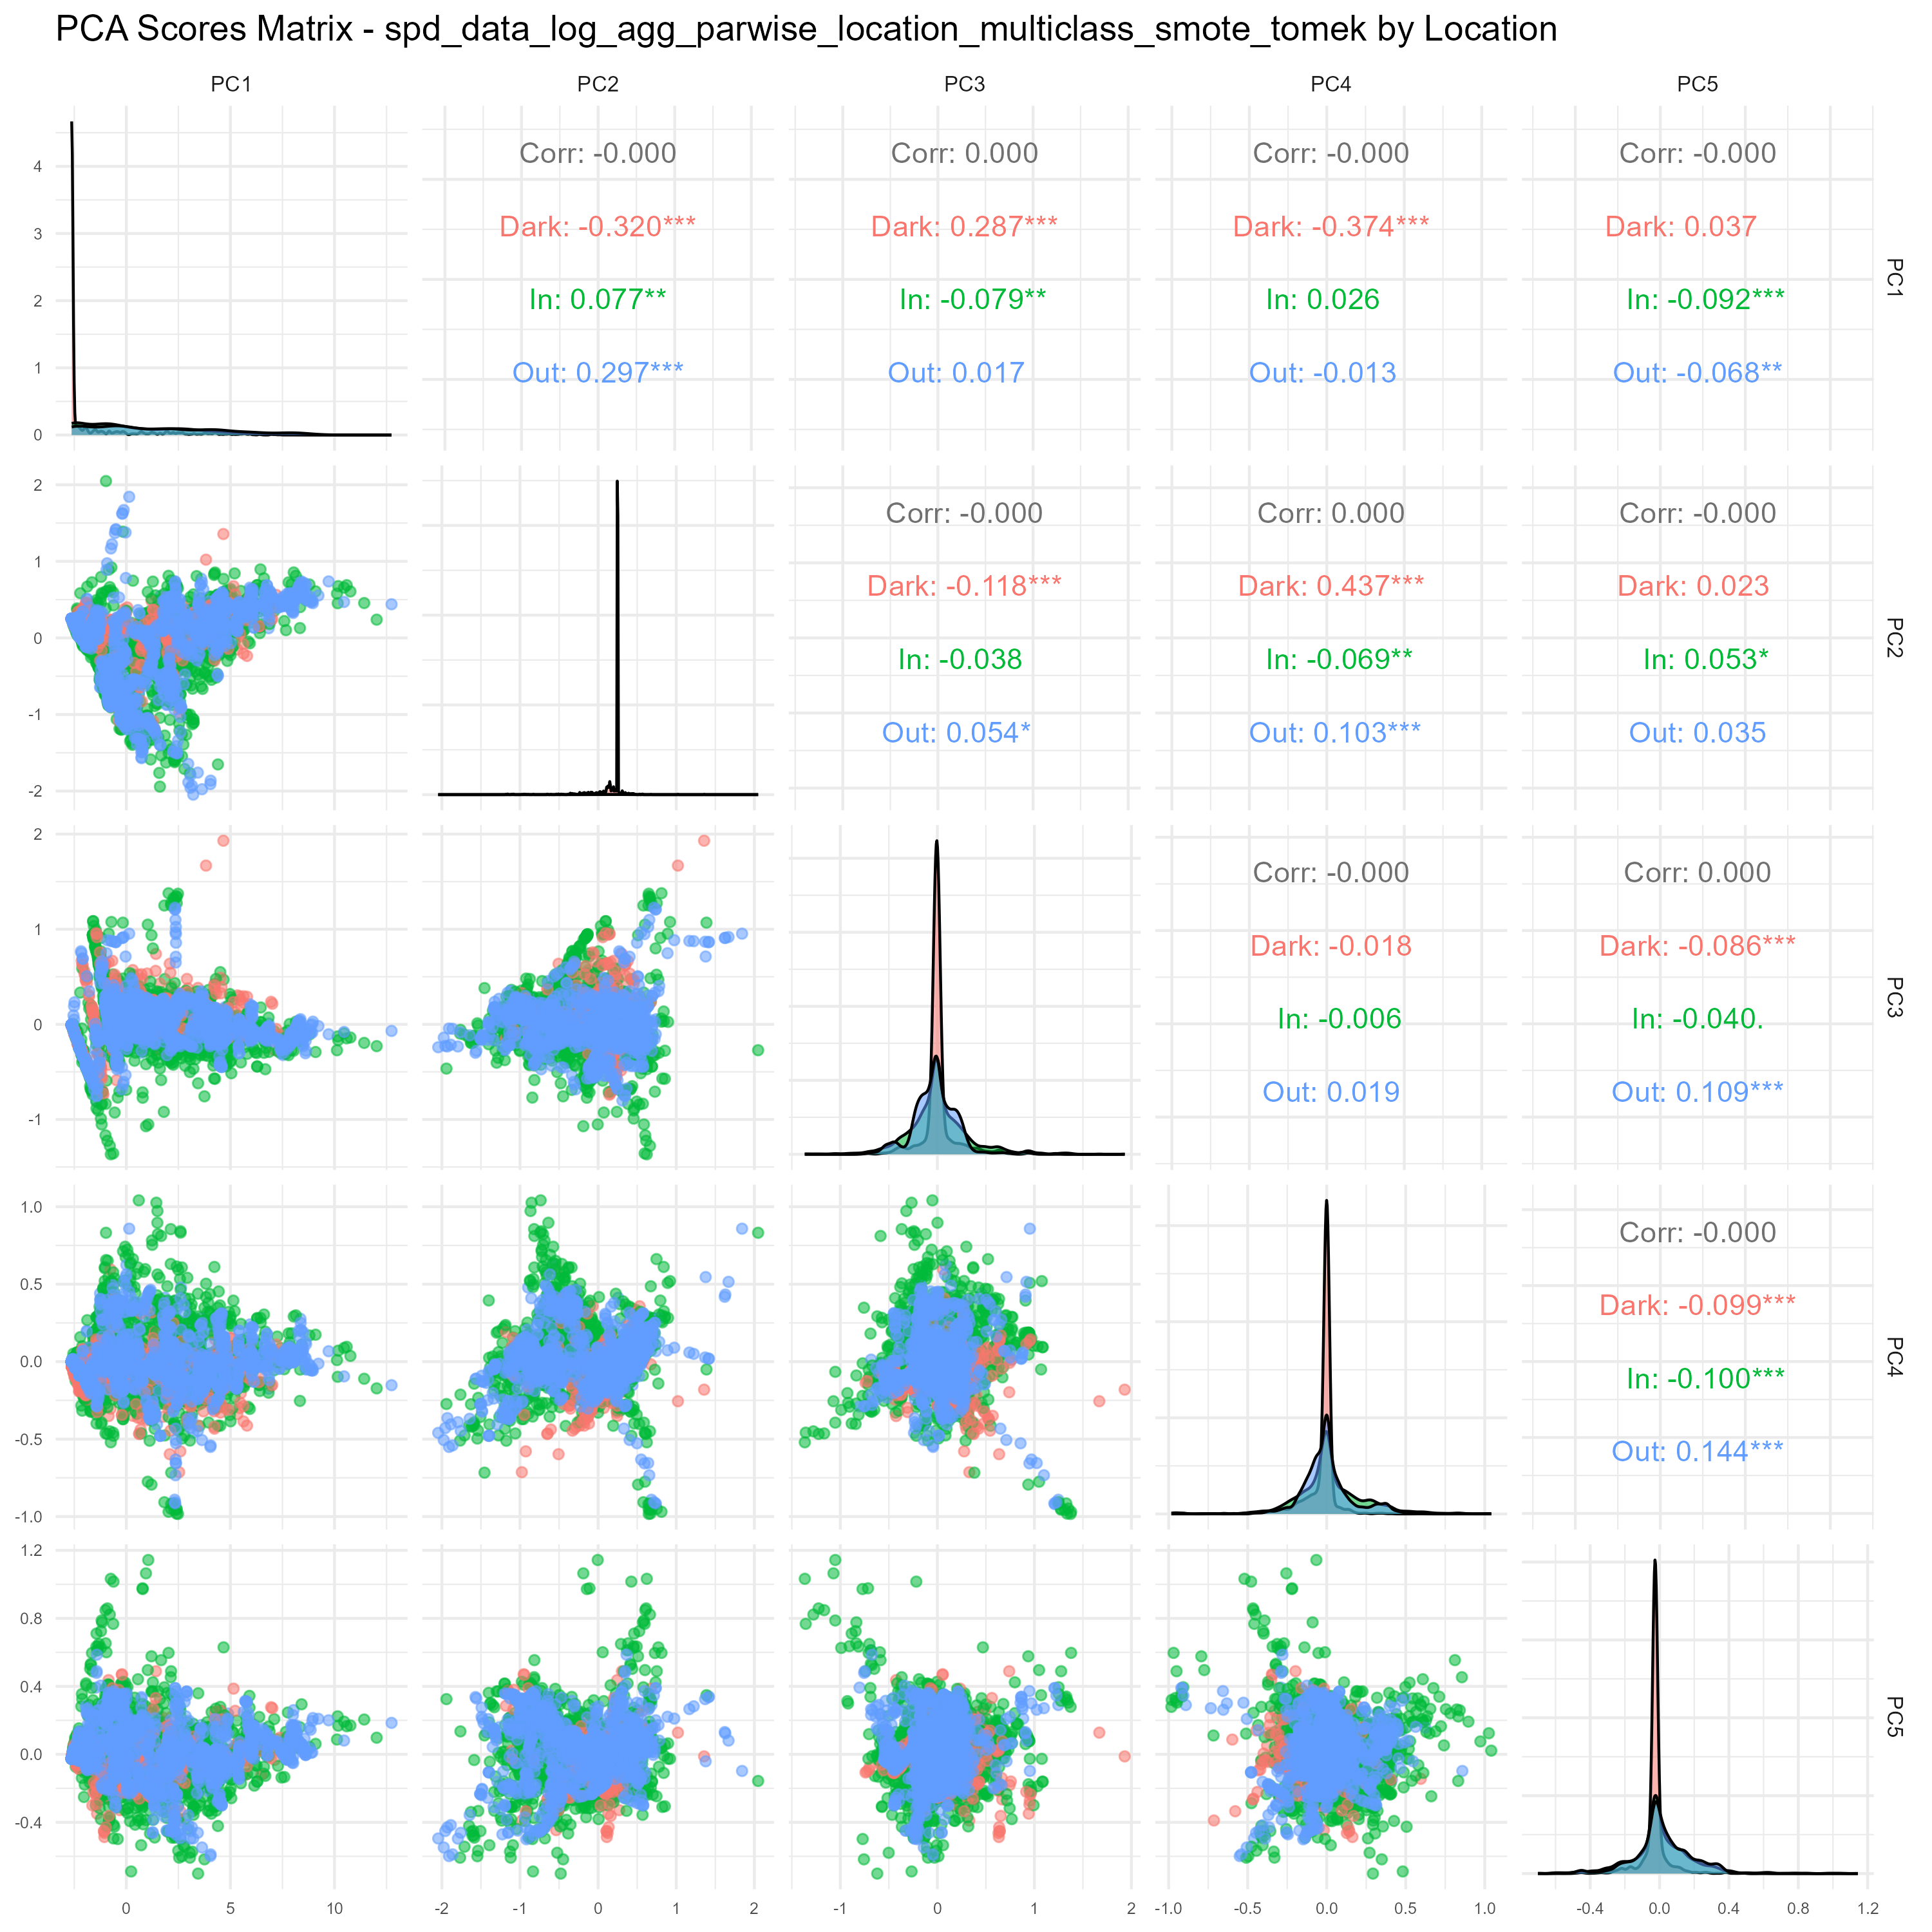 PCA Scores Matrix - spd_data_log_agg_parwise_location_multiclass_smote_tomek by Location
PC1 PC2 PC3 PC4 PC5
4
3
2
1
0
Corr: -0.000
Dark: -0.320***
In: 0.077**
Out: 0.297***
Corr: 0.000
Dark: 0.287***
In: -0.079**
Out: 0.017
Corr: -0.000
Dark: -0.374***
In: 0.026
Out: -0.013
Corr: -0.000
Dark: 0.037
In: -0.092***
Out: -0.068**
PC1
2
1
0
-1
-2
Corr: -0.000
Dark: -0.118***
In: -0.038
Out: 0.054*
Corr: 0.000
Dark: 0.437***
In: -0.069**
Out: 0.103***
Corr: -0.000
Dark: 0.023
In: 0.053*
Out: 0.035
PC2
2
1
0
-1
Corr: -0.000
Dark: -0.018
In: -0.006
Out: 0.019
Corr: 0.000
Dark: -0.086***
In: -0.040.
Out: 0.109***
PC3
1.0
0.5
0.0
-0.5
-1.0
Corr: -0.000
Dark: -0.099***
In: -0.100***
Out: 0.144***
PC4
1.2
0.8
0.4
0.0
-0.4
PC5
0 5 10
-2 -1 0 1 2
-1 0 1 2
-1.0 -0.5 0.0 0.5 1.0
-0.4 0.0 0.4 0.8 1.2